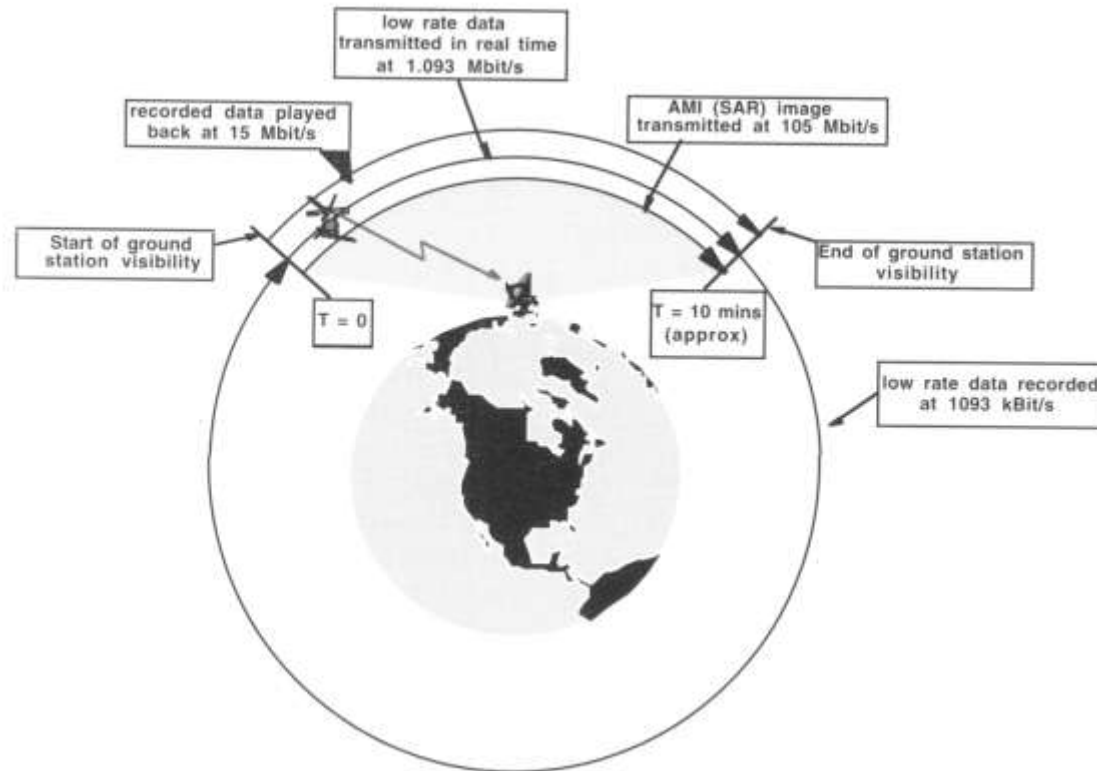 low rate data
transmitted in real time
at 1.093 Mbit/s
recorded data played
back at 15 Mbit/s
AMI (SAR) image
transmitted at 105 Mbit/s
Start of ground
station visibility
End of ground station
visibility
T = 0
T = 10 mins
(approx)
low rate data recorded
at 1093 kBit/s